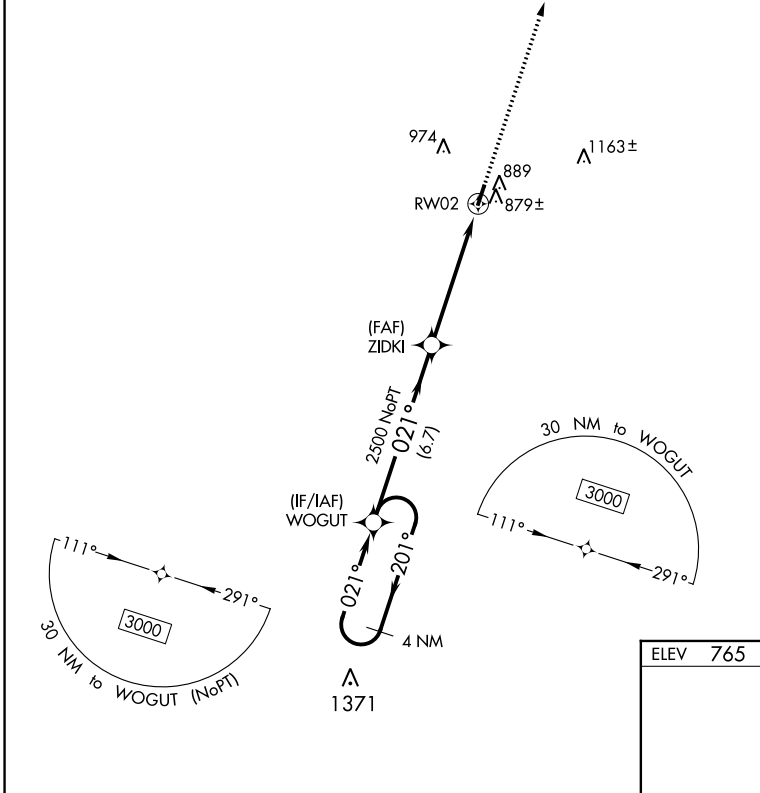 974
1163±
889
RW02
879±
(FAF)
ZIDKI
2500 NoPT
021°
(6.7)
30 NM to WOGUT
3000
111°
291°
(IF/IAF)
WOGUT
021°
201°
4 NM
111°
291°
3000
30 NM to WOGUT (NoPT)
1371
ELEV 765